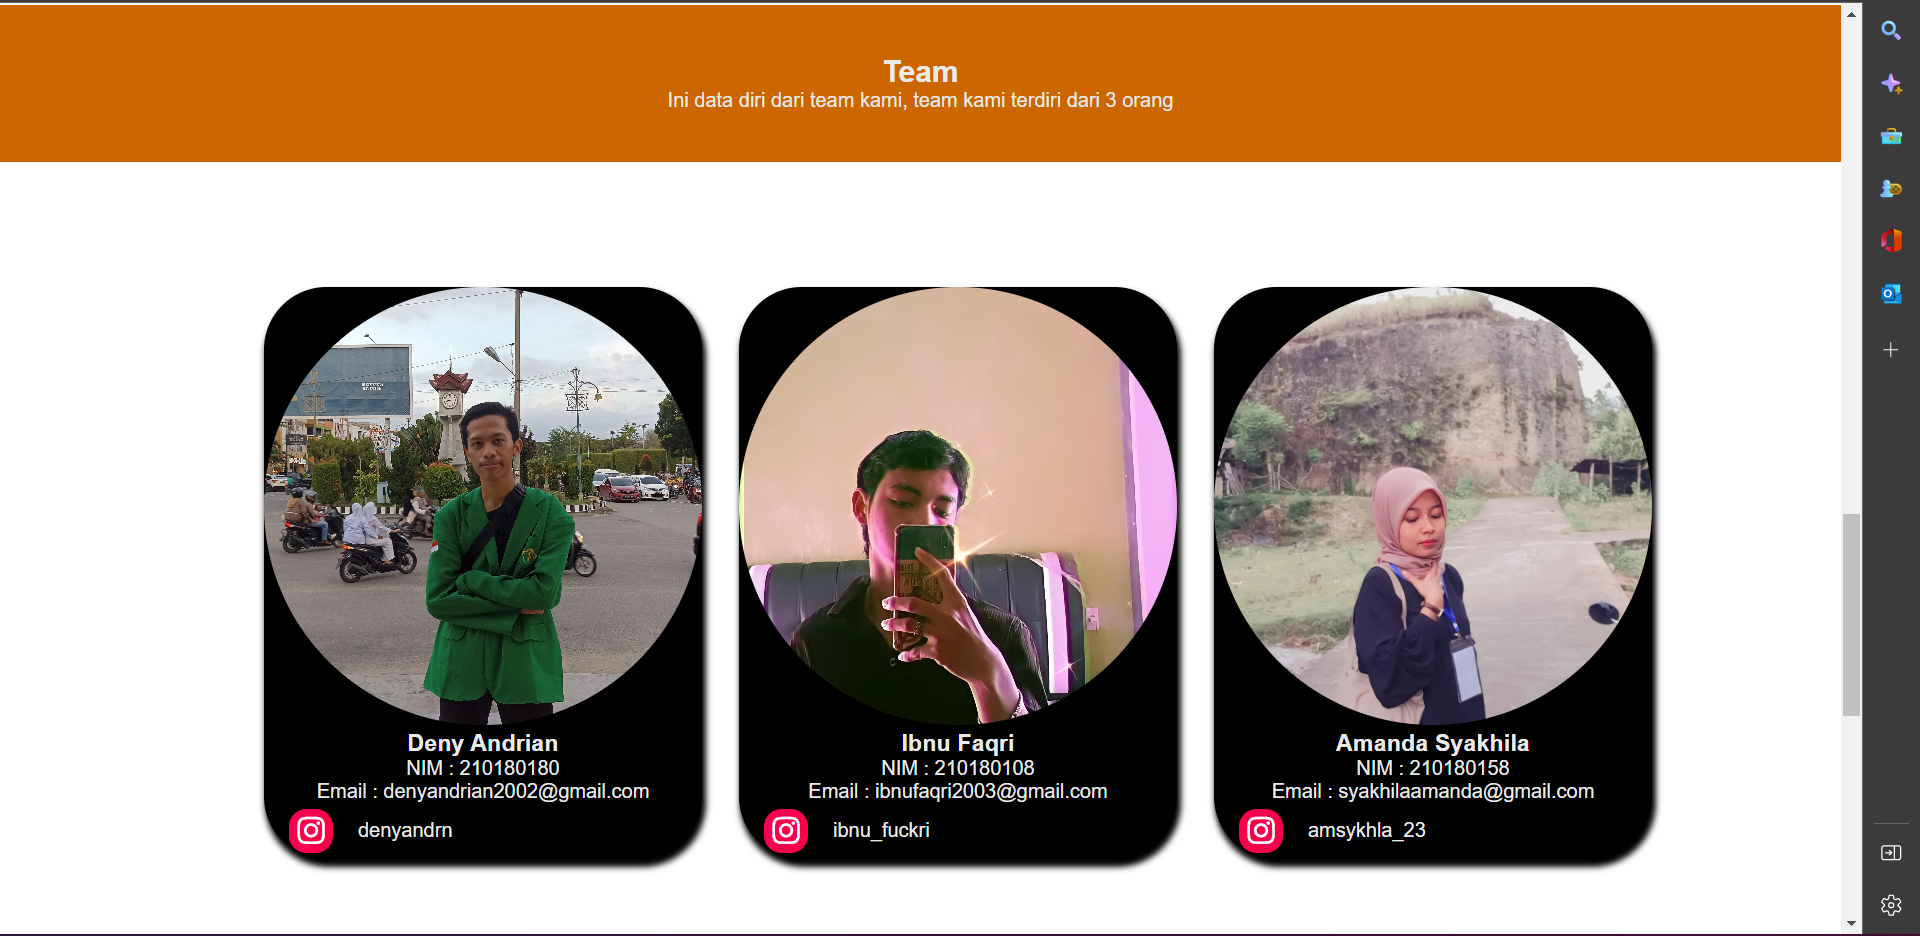 Team
Ini data diri dari team kami, team kami terdiri dari 3 orang
Deny Andrian
NIM : 210180180
Email : denyandrian2002@gmail.com
denyandrn
Ibnu Faqri
NIM : 210180108
Email : ibnufaqri2003@gmail.com
ibnu_fuckri
Amanda Syakhila
NIM : 210180158
Email : syakhilaamanda@gmail.com
amsykhla_23